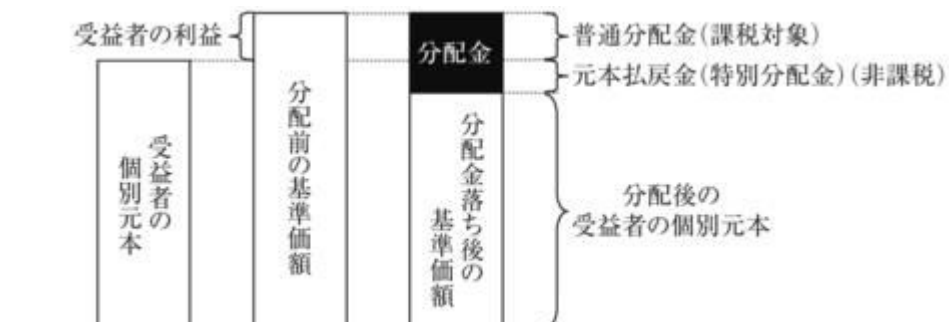 受益者の利益
分配金
普通分配金(課税対象)
元本払戻金(特別分配金)(非課税)
受益者の
個別元本
分配前の基準価額
分配金落ち後の
基準価額
分配後の
受益者の個別元本